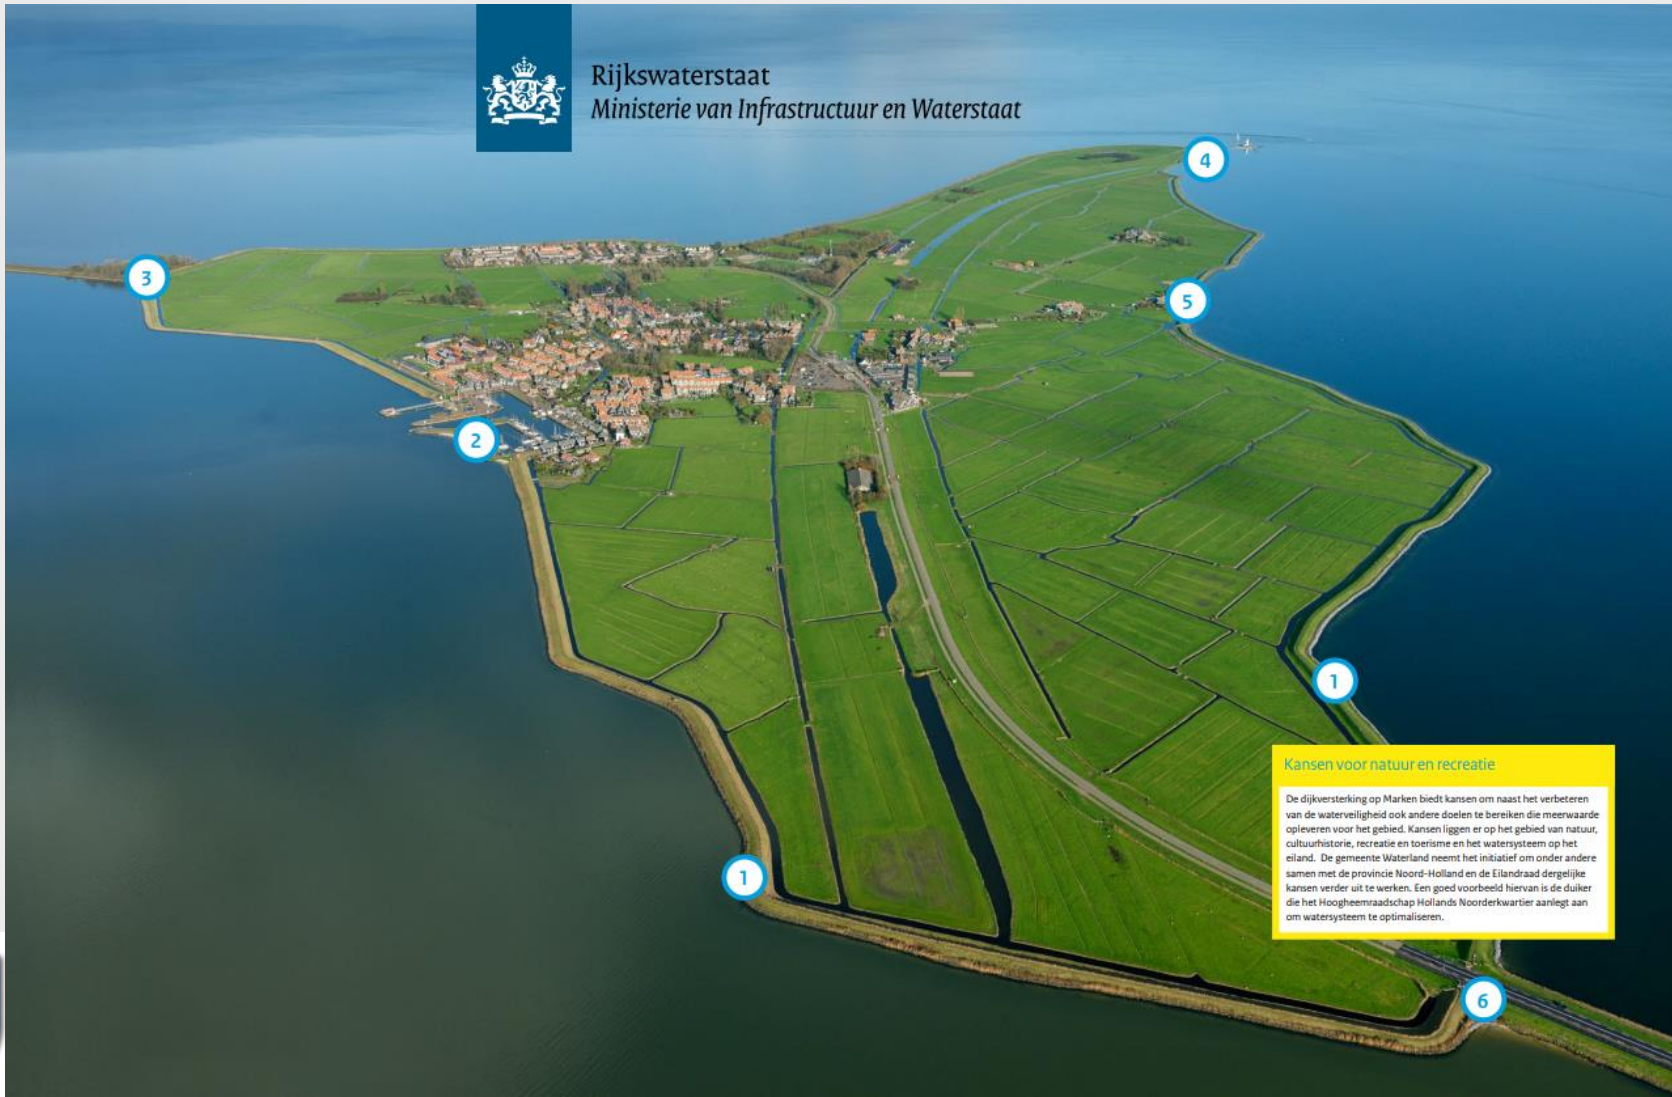 Rijkswaterstaat
Ministerie van Infrastructuur en Waterstaat
4
3
5
2
1
Kansen voor natuur en recreatie
De dijkversterking op Marken biedt kansen om naast het verbeteren
van de waterveiligheid ook andere doelen te bereiken die meerwaarde
opleveren voor het gebied. Kansen liggen er op het gebied van natuur,
cultuurhistorie, recreatie en toerisme en het watersysteem op het
eiland. De gemeente Waterland neemt het initiatief om onder andere
samen met de provincie Noord-Holland en de Eilandraad dergelijke
kansen verder uit te werken. Een goed voorbeeld hiervan is de duiker
die het Hoogheemraadschap Hollands Noorderkwartier aanlegt aan
om watersysteem te optimaliseren.
1
6